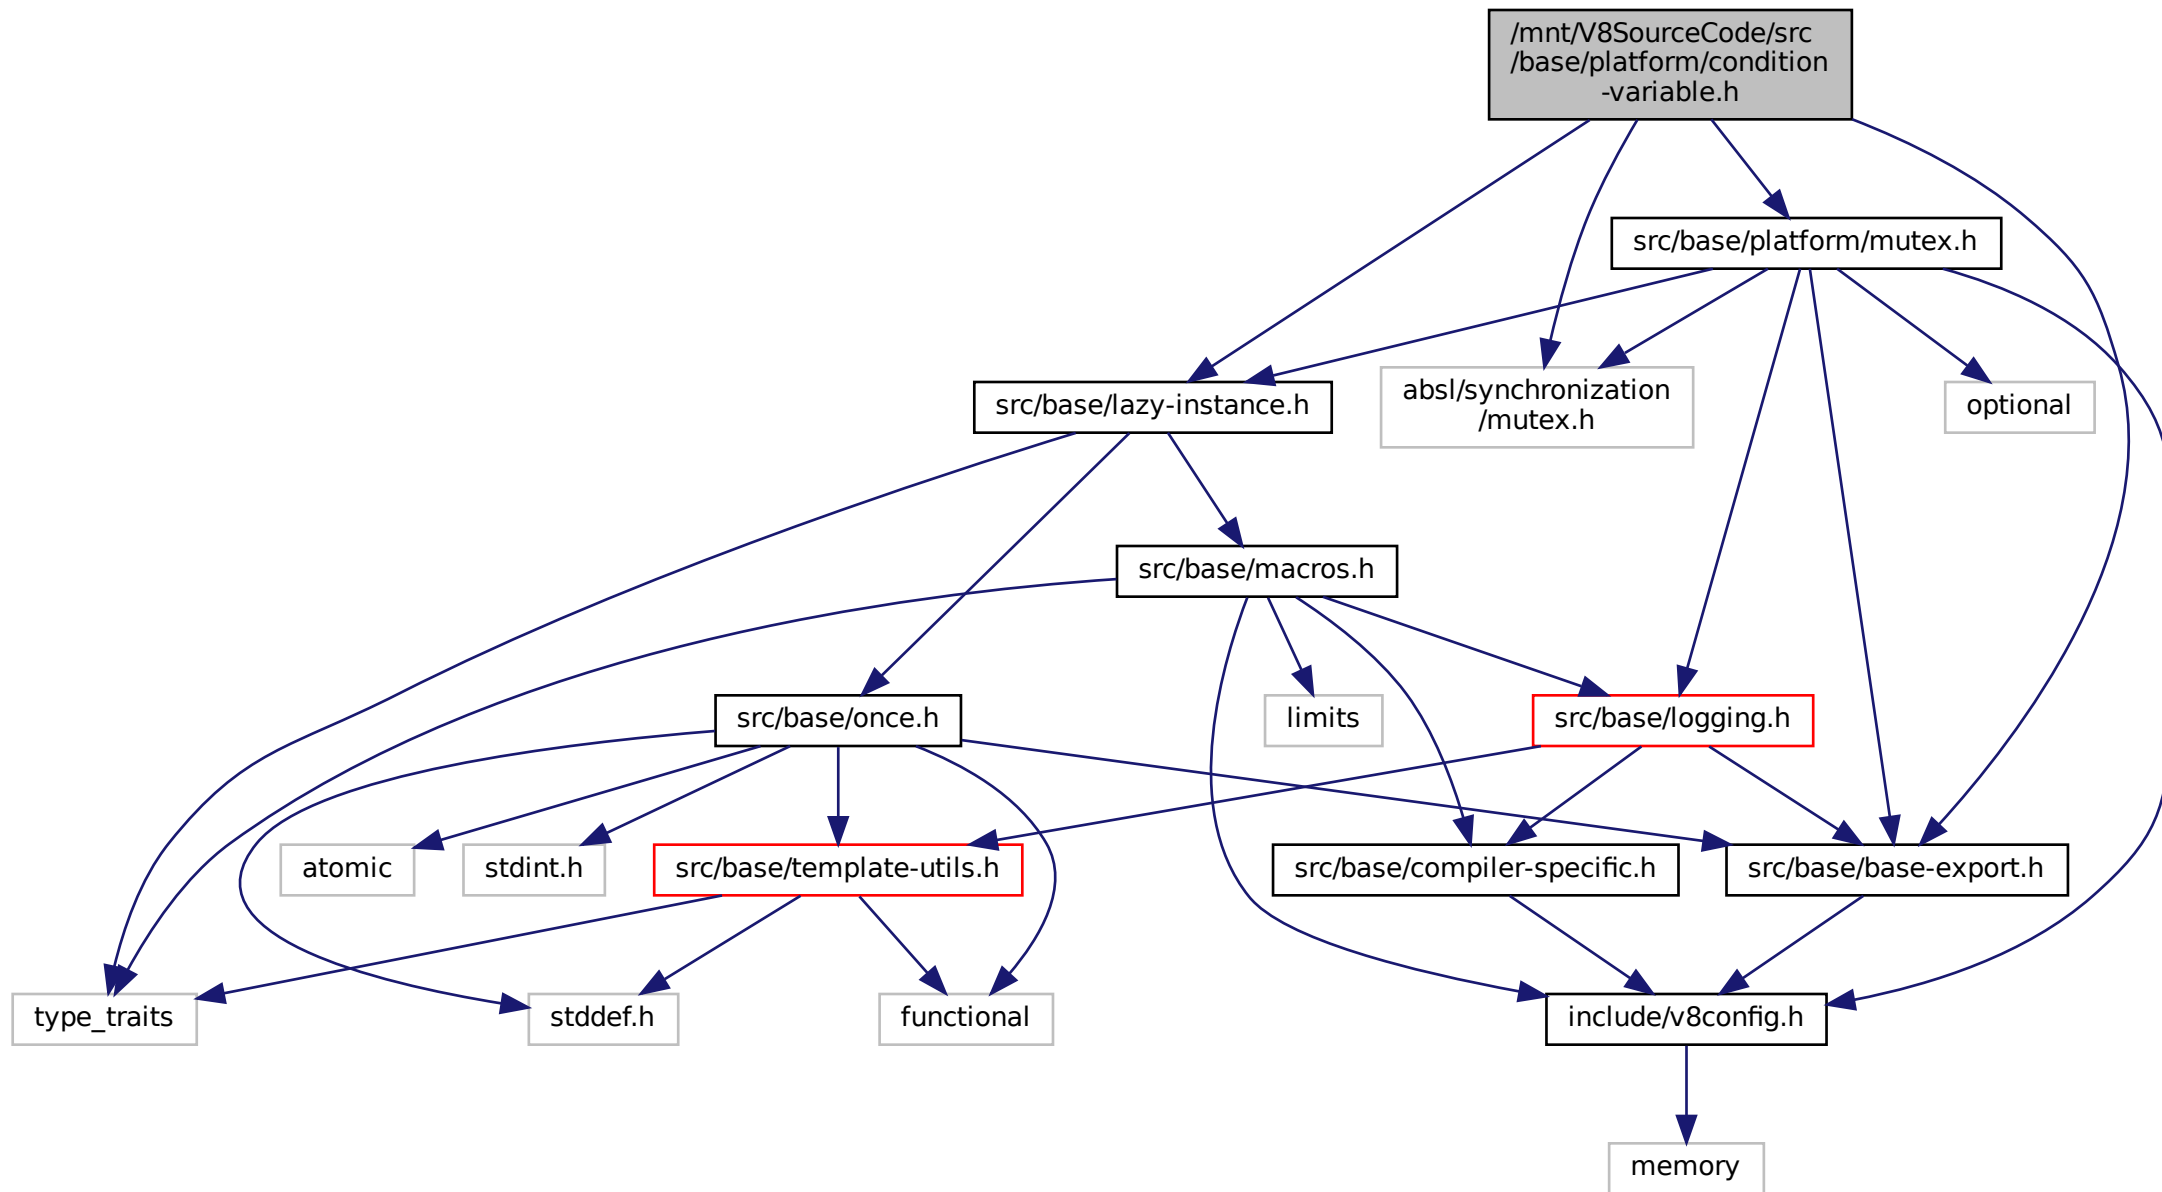 /mnt/V8SourceCode/src
/base/platform/condition
-variable.h
src/base/platform/mutex.h
src/base/lazy-instance.h
absl/synchronization
/mutex.h
optional
src/base/macros.h
src/base/once.h
limits
src/base/logging.h
atomic
stdint.h
src/base/template-utils.h
src/base/compiler-specific.h
src/base/base-export.h
type_traits
stddef.h
functional
include/v8config.h
memory